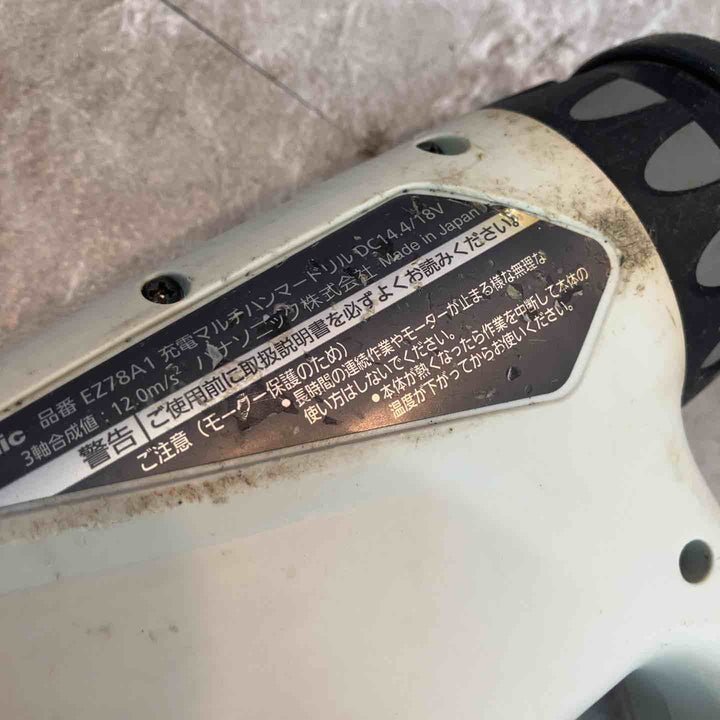 nic 品番 EZ78A1 充電マルチハンマードリル DC14.4/18V
3軸合成値：12.0m/s² パナソニック株式会社 Made in Japan
警告 ご使用前に取扱説明書を必ずよくお読みください。
ご注意（モーター保護のため）
●長時間の連続作業やモーターが止まる様な無理な
使い方はしないでください。
●本体が熱くなったら作業を中断して本体の
温度が下がってからお使いください。